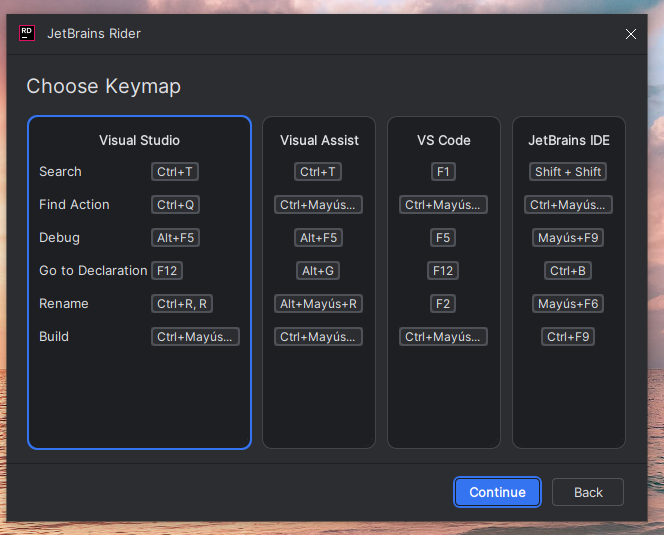 RD
JetBrains Rider
Choose Keymap
Visual Studio Visual Assist VS Code JetBrains IDE
Search Ctrl+T Ctrl+T F1 Shift + Shift
Find Action Ctrl+Q Ctrl+Mayús... Ctrl+Mayús... Ctrl+Mayús...
Debug Alt+F5 Alt+F5 F5 Mayús+F9
Go to Declaration F12 Alt+G F12 Ctrl+B
Rename Ctrl+R, R Alt+Mayús+R F2 Mayús+F6
Build Ctrl+Mayús... Ctrl+Mayús... Ctrl+Mayús... Ctrl+F9
Continue Back